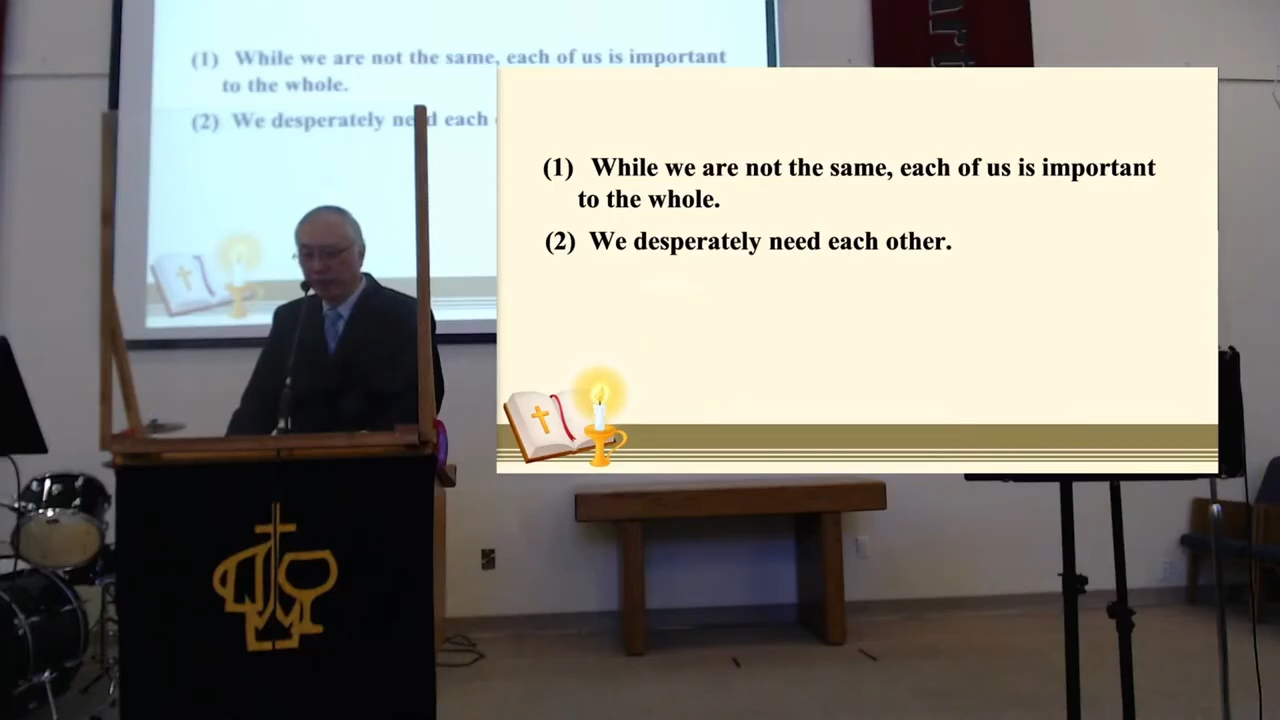 (1) While we are not the same, each of us is important
to the whole.
(2) We desperately need each
(1) While we are not the same, each of us is important
to the whole.
(2) We desperately need each other.